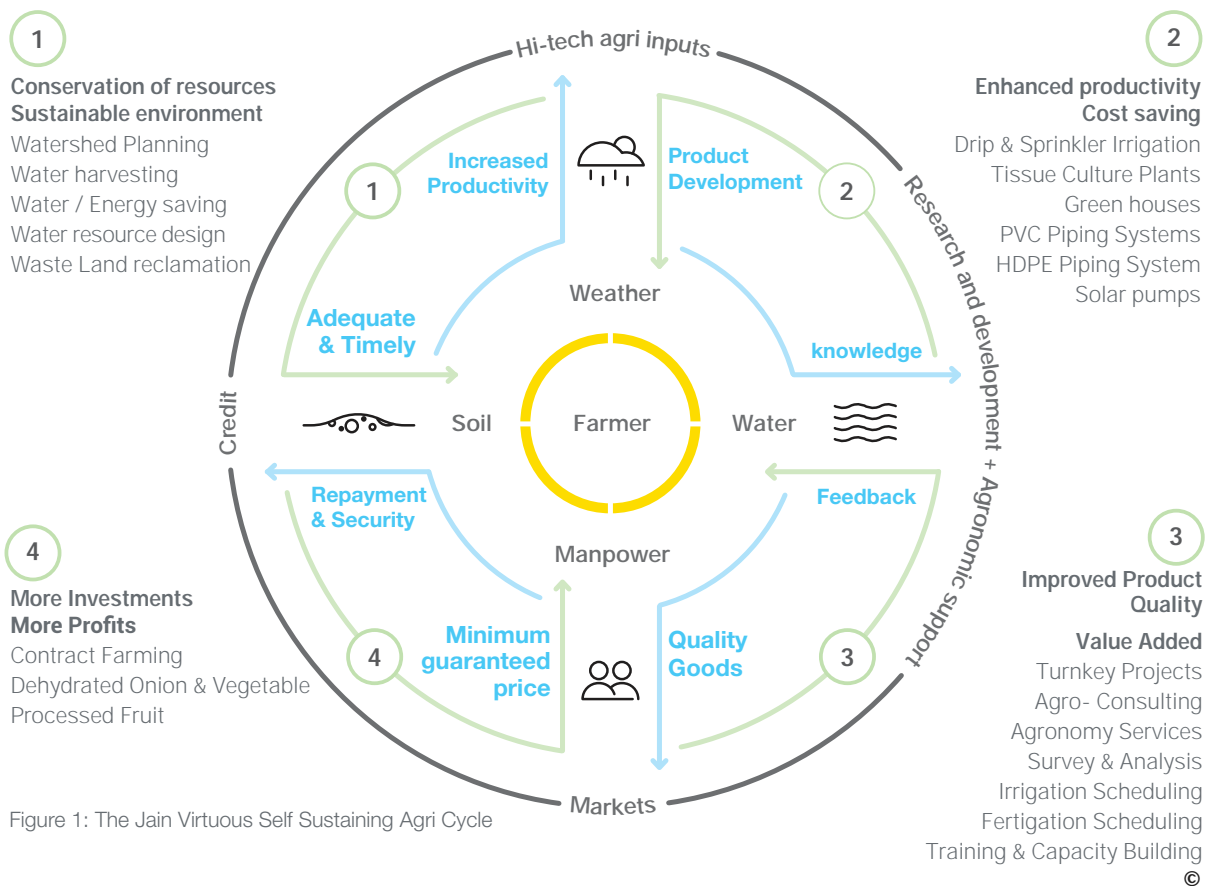 1
Conservation of resources
Sustainable environment
Watershed Planning
Water harvesting
Water / Energy saving
Water resource design
Waste Land reclamation
2
Enhanced productivity
Cost saving
Drip & Sprinkler Irrigation
Tissue Culture Plants
Green houses
PVC Piping Systems
HDPE Piping System
Solar pumps
Hi-tech agri inputs
Research and development + Agronomic support
Markets
Credit
1
Increased
Productivity
Product
Development
2
Weather
Adequate
& Timely
knowledge
Soil
Farmer
Water
Repayment
& Security
Feedback
Manpower
4
Minimum
guaranteed
price
Quality
Goods
3
4
More Investments
More Profits
Contract Farming
Dehydrated Onion & Vegetable
Processed Fruit
3
Improved Product
Quality
Value Added
Turnkey Projects
Agro- Consulting
Agronomy Services
Survey & Analysis
Irrigation Scheduling
Fertigation Scheduling
Training & Capacity Building
©
Figure 1: The Jain Virtuous Self Sustaining Agri Cycle